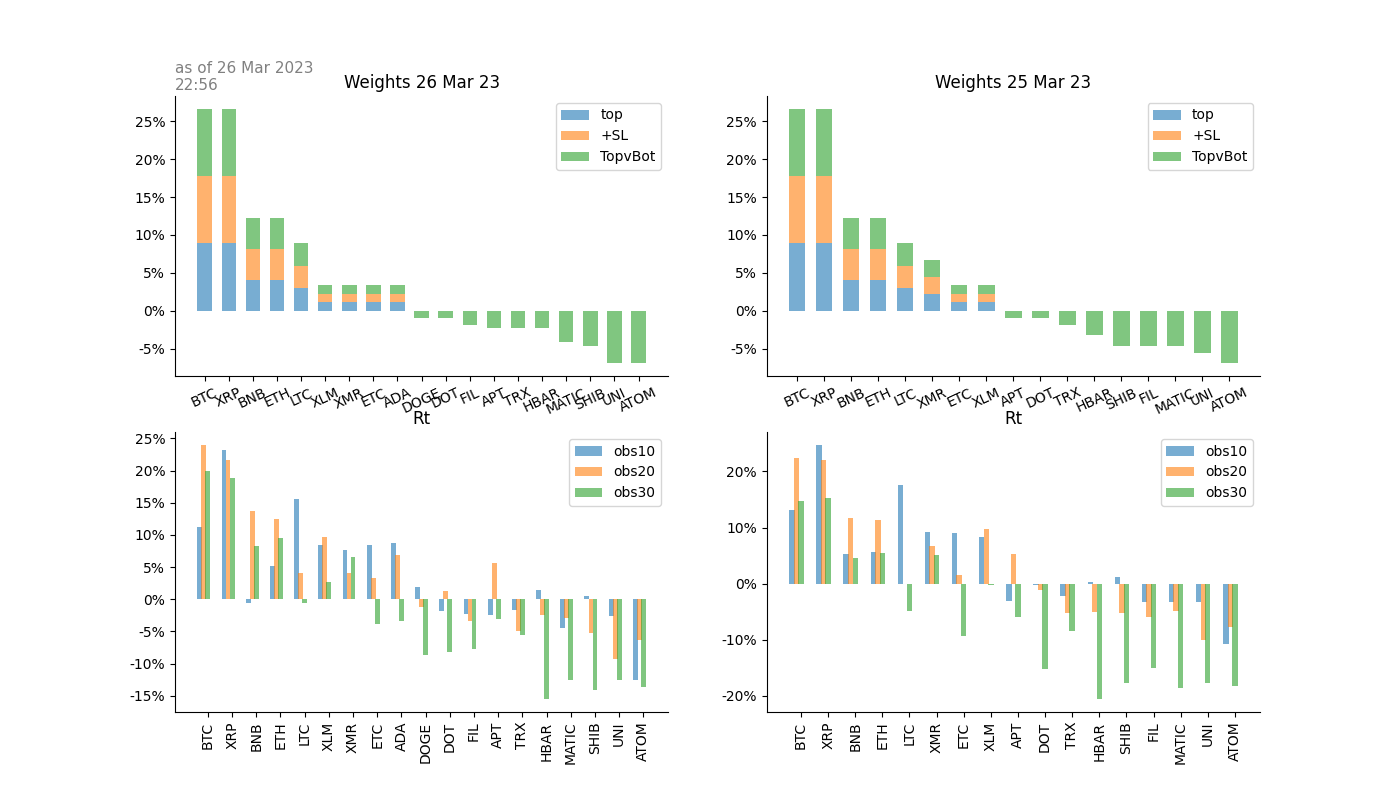 as of 26 Mar 2023
22:56
Weights 26 Mar 23
25%
20%
15%
10%
5%
0%
-5%
top
+SL
TopvBot
BTC XRP BNB ETH LTC XLM XMR ETC ADA DOGE DOT FIL APT TRX HBAR MATIC SHIB UNI ATOM
Weights 25 Mar 23
25%
20%
15%
10%
5%
0%
-5%
top
+SL
TopvBot
BTC XRP BNB ETH LTC XMR ETC XLM APT DOT TRX HBAR SHIB FIL MATIC UNI ATOM
Rt
25%
20%
15%
10%
5%
0%
-5%
-10%
-15%
obs10
obs20
obs30
BTC XRP BNB ETH LTC XLM XMR ETC ADA DOGE DOT FIL APT TRX HBAR MATIC SHIB UNI ATOM
Rt
20%
10%
0%
-10%
-20%
obs10
obs20
obs30
BTC XRP BNB ETH LTC XMR ETC XLM APT DOT TRX HBAR SHIB FIL MATIC UNI ATOM